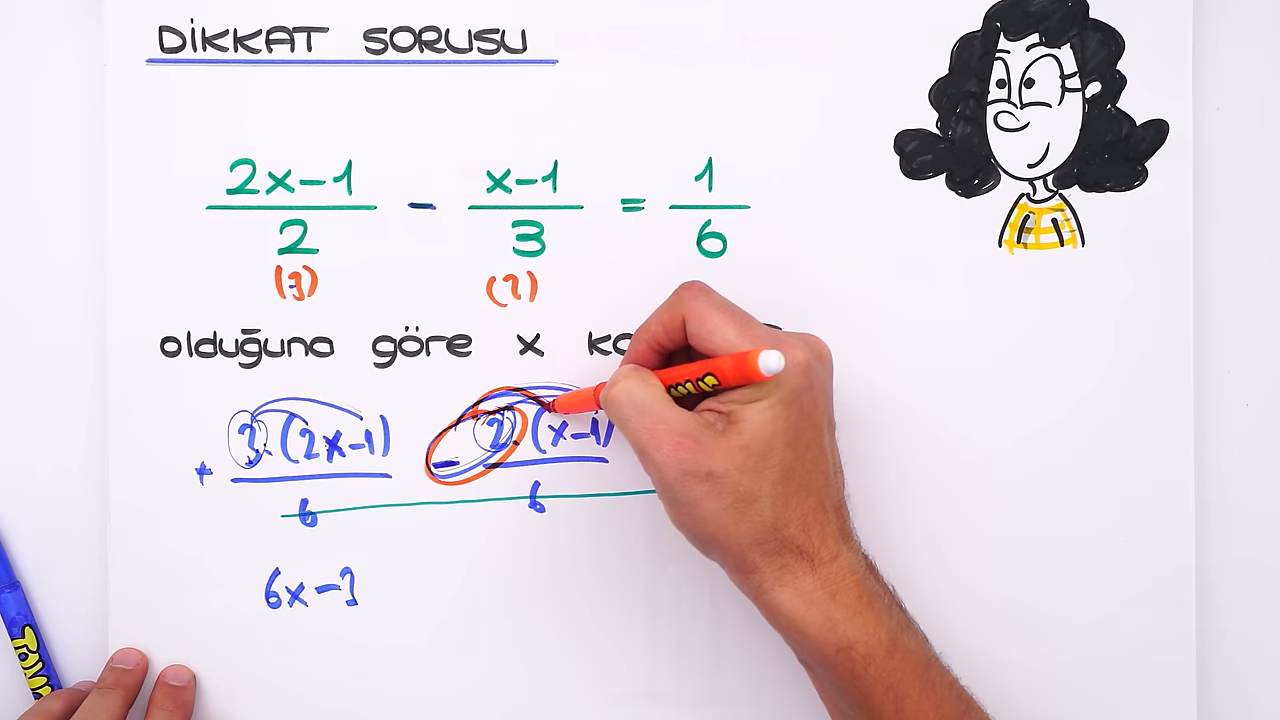 DİKKAT SORUSU
2x-1 x-1 1
— - — = —
2 3 6
(3) (2)
olduğuna göre x
+ 3.(2x-1) - 2(x-1)
6 6
6x-3